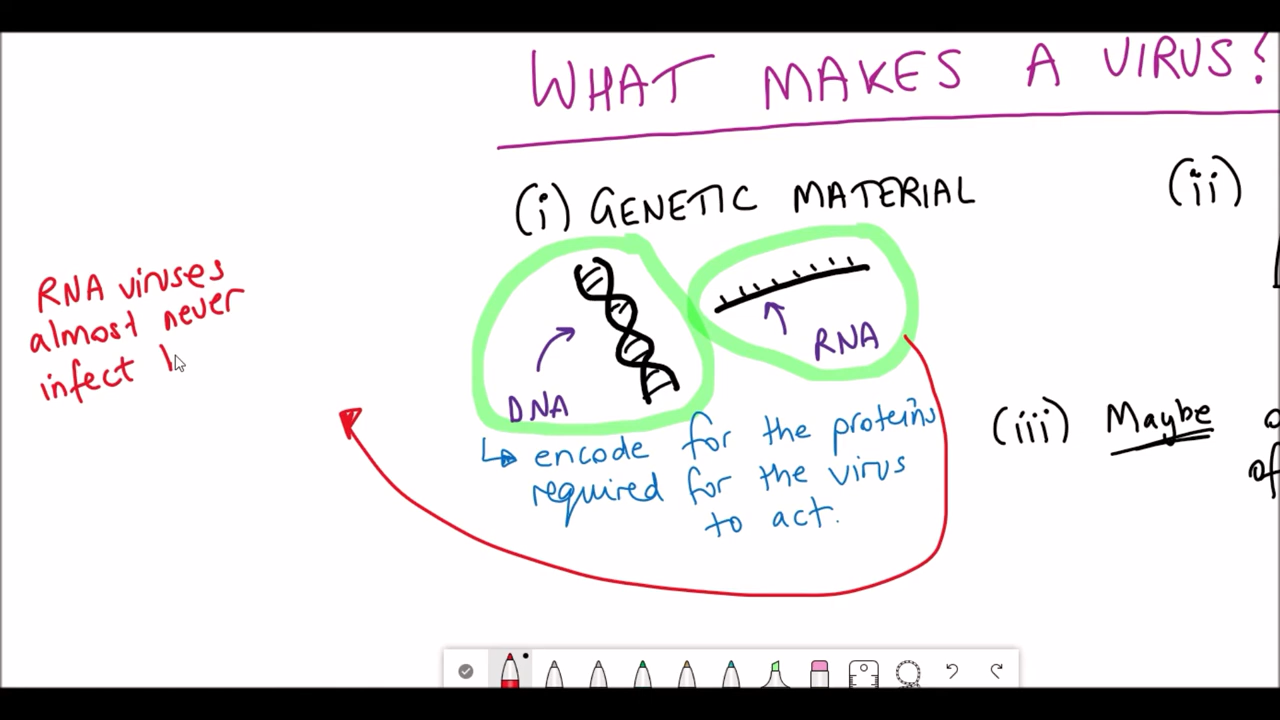 WHAT MAKES A VIRUS?
(i) GENETIC MATERIAL
(ii)
RNA viruses
almost never
infect
DNA
RNA
↳ encode for the proteins
required for the virus
to act.
(iii) Maybe
of